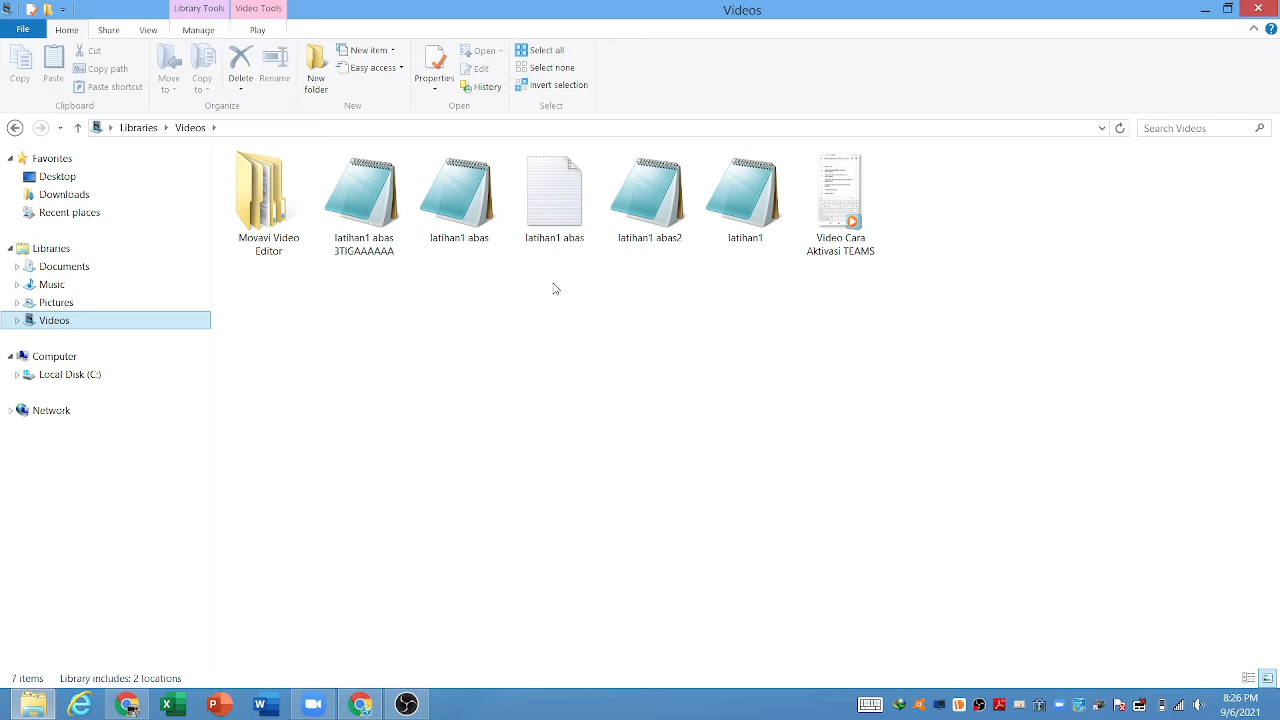 Library Tools Video Tools Videos
File Home Share View Manage Play
Copy Paste Cut Copy path Paste shortcut
Clipboard
Move to Copy to Delete Rename
Organize
New folder New item Easy access
New
Properties Open Edit History
Open
Select all Select none Invert selection
Select
Libraries Videos Search Videos
Favorites
Desktop
Downloads
Recent places
Libraries
Documents
Music
Pictures
Videos
Computer
Local Disk (C:)
Network
Movavi Video Editor
latihan1 abas 3TIGAAAAAA
latihan1 abas
latihan1 abas
latihan1 abas2
latihan1
Video Cara Aktivasi TEAMS
7 items Library includes: 2 locations
8:26 PM
9/6/2021